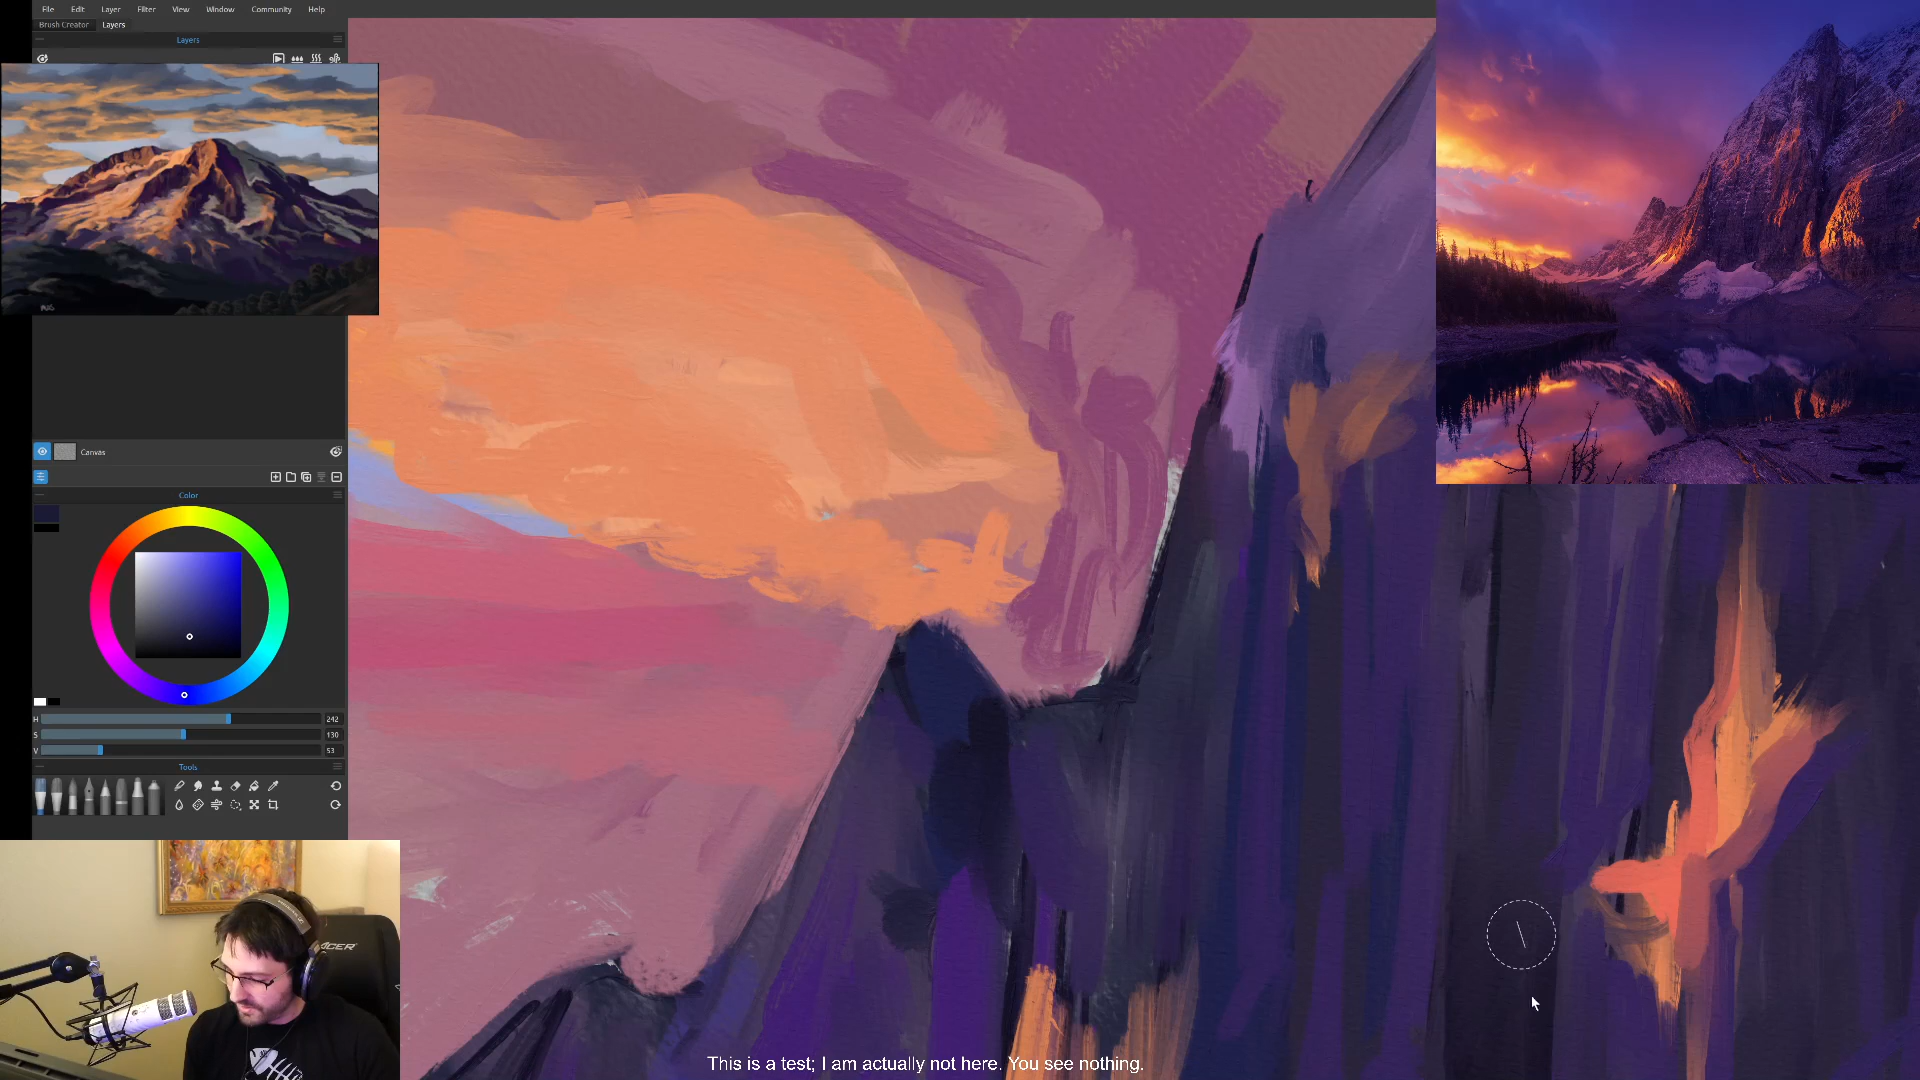 File Edit Layer Filter View Window Community Help
Brush Creator Layers
Layers
Canvas
Color
H 242
S 130
V 53
Tools
ACER
This is a test; I am actually not here. You see nothing.